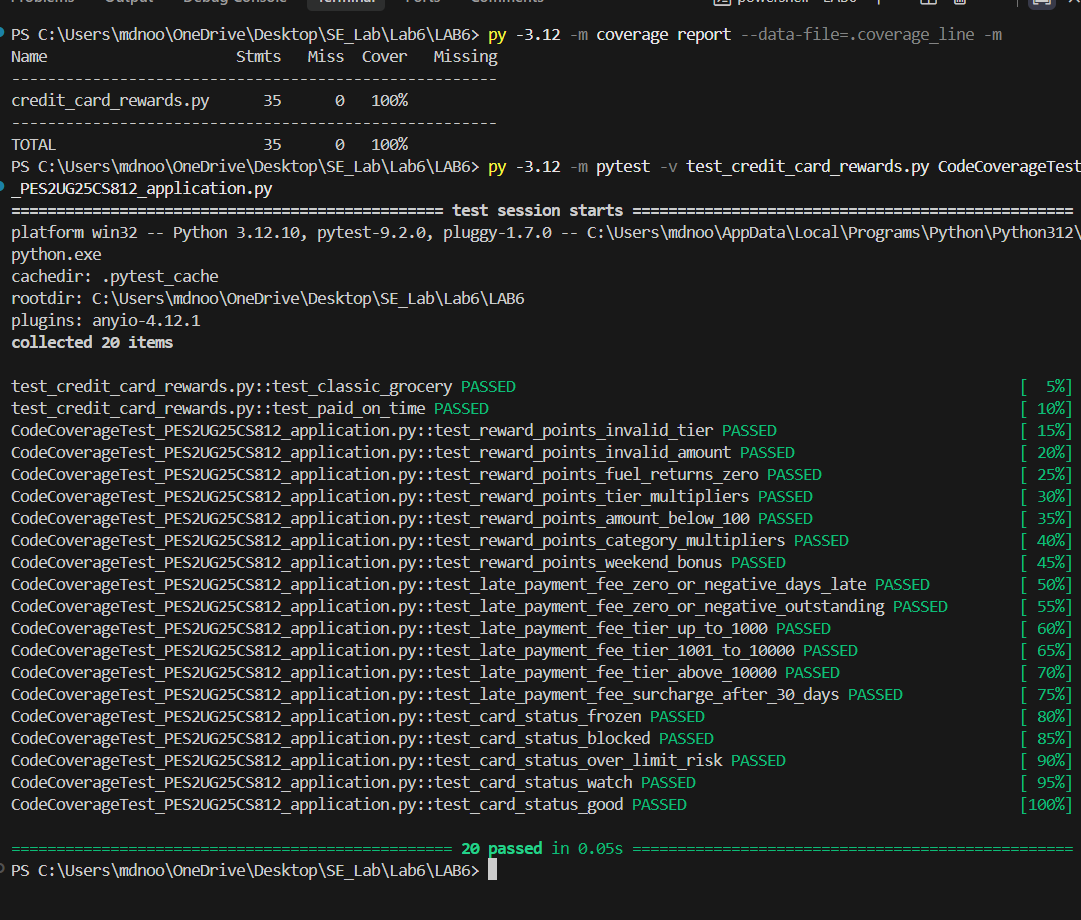 Problems Output Debug Console Terminal Ports Comments powershell - LAB6
PS C:\Users\mdnoo\OneDrive\Desktop\SE_Lab\Lab6\LAB6> py -3.12 -m coverage report --data-file=.coverage_line -m
Name Stmts Miss Cover Missing
------------------------------------------------------
credit_card_rewards.py 35 0 100%
------------------------------------------------------
TOTAL 35 0 100%
PS C:\Users\mdnoo\OneDrive\Desktop\SE_Lab\Lab6\LAB6> py -3.12 -m pytest -v test_credit_card_rewards.py CodeCoverageTest
_PES2UG25CS812_application.py
================================================ test session starts =================================================
platform win32 -- Python 3.12.10, pytest-9.2.0, pluggy-1.7.0 -- C:\Users\mdnoo\AppData\Local\Programs\Python\Python312\
python.exe
cachedir: .pytest_cache
rootdir: C:\Users\mdnoo\OneDrive\Desktop\SE_Lab\Lab6\LAB6
plugins: anyio-4.12.1
collected 20 items
test_credit_card_rewards.py::test_classic_grocery PASSED [ 5%]
test_credit_card_rewards.py::test_paid_on_time PASSED [ 10%]
CodeCoverageTest_PES2UG25CS812_application.py::test_reward_points_invalid_tier PASSED [ 15%]
CodeCoverageTest_PES2UG25CS812_application.py::test_reward_points_invalid_amount PASSED [ 20%]
CodeCoverageTest_PES2UG25CS812_application.py::test_reward_points_fuel_returns_zero PASSED [ 25%]
CodeCoverageTest_PES2UG25CS812_application.py::test_reward_points_tier_multipliers PASSED [ 30%]
CodeCoverageTest_PES2UG25CS812_application.py::test_reward_points_amount_below_100 PASSED [ 35%]
CodeCoverageTest_PES2UG25CS812_application.py::test_reward_points_category_multipliers PASSED [ 40%]
CodeCoverageTest_PES2UG25CS812_application.py::test_reward_points_weekend_bonus PASSED [ 45%]
CodeCoverageTest_PES2UG25CS812_application.py::test_late_payment_fee_zero_or_negative_days_late PASSED [ 50%]
CodeCoverageTest_PES2UG25CS812_application.py::test_late_payment_fee_zero_or_negative_outstanding PASSED [ 55%]
CodeCoverageTest_PES2UG25CS812_application.py::test_late_payment_fee_tier_up_to_1000 PASSED [ 60%]
CodeCoverageTest_PES2UG25CS812_application.py::test_late_payment_fee_tier_1001_to_10000 PASSED [ 65%]
CodeCoverageTest_PES2UG25CS812_application.py::test_late_payment_fee_tier_above_10000 PASSED [ 70%]
CodeCoverageTest_PES2UG25CS812_application.py::test_late_payment_fee_surcharge_after_30_days PASSED [ 75%]
CodeCoverageTest_PES2UG25CS812_application.py::test_card_status_frozen PASSED [ 80%]
CodeCoverageTest_PES2UG25CS812_application.py::test_card_status_blocked PASSED [ 85%]
CodeCoverageTest_PES2UG25CS812_application.py::test_card_status_over_limit_risk PASSED [ 90%]
CodeCoverageTest_PES2UG25CS812_application.py::test_card_status_watch PASSED [ 95%]
CodeCoverageTest_PES2UG25CS812_application.py::test_card_status_good PASSED [100%]
================================================= 20 passed in 0.05s =================================================
PS C:\Users\mdnoo\OneDrive\Desktop\SE_Lab\Lab6\LAB6>